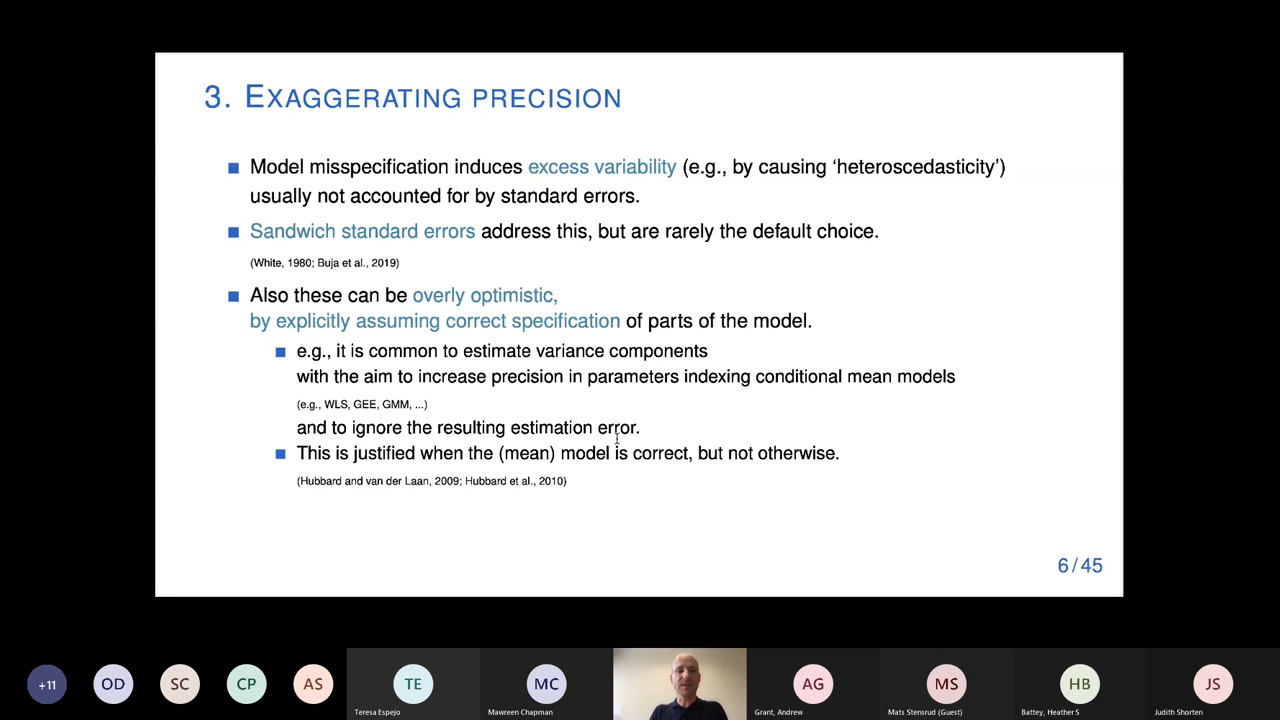 3. EXAGGERATING PRECISION
Model misspecification induces excess variability (e.g., by causing ‘heteroscedasticity’)
usually not accounted for by standard errors.
Sandwich standard errors address this, but are rarely the default choice.
(White, 1980; Buja et al., 2019)
Also these can be overly optimistic,
by explicitly assuming correct specification of parts of the model.
e.g., it is common to estimate variance components
with the aim to increase precision in parameters indexing conditional mean models
(e.g., WLS, GEE, GMM, ...)
and to ignore the resulting estimation error.
This is justified when the (mean) model is correct, but not otherwise.
(Hubbard and van der Laan, 2009; Hubbard et al., 2010)
6/45
+11
OD
SC
CP
AS
TE
MC
AG
MS
HB
JS
Teresa Espejo
Mawreen Chapman
Grant, Andrew
Mats Stensrud (Guest)
Battey, Heather S
Judith Shorten